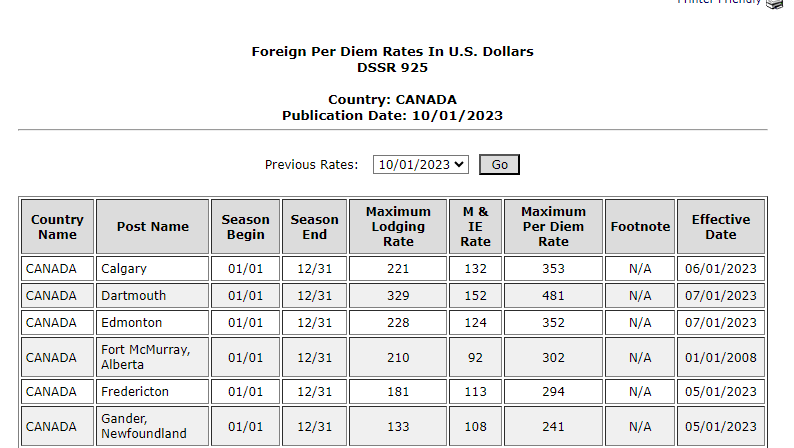 Printer Friendly
Foreign Per Diem Rates In U.S. Dollars
DSSR 925
Country: CANADA
Publication Date: 10/01/2023
Previous Rates: 10/01/2023 Go
Country Name Post Name Season Begin Season End Maximum Lodging Rate M & IE Rate Maximum Per Diem Rate Footnote Effective Date
CANADA Calgary 01/01 12/31 221 132 353 N/A 06/01/2023
CANADA Dartmouth 01/01 12/31 329 152 481 N/A 07/01/2023
CANADA Edmonton 01/01 12/31 228 124 352 N/A 07/01/2023
CANADA Fort McMurray, Alberta 01/01 12/31 210 92 302 N/A 01/01/2008
CANADA Fredericton 01/01 12/31 181 113 294 N/A 05/01/2023
CANADA Gander, Newfoundland 01/01 12/31 133 108 241 N/A 05/01/2023